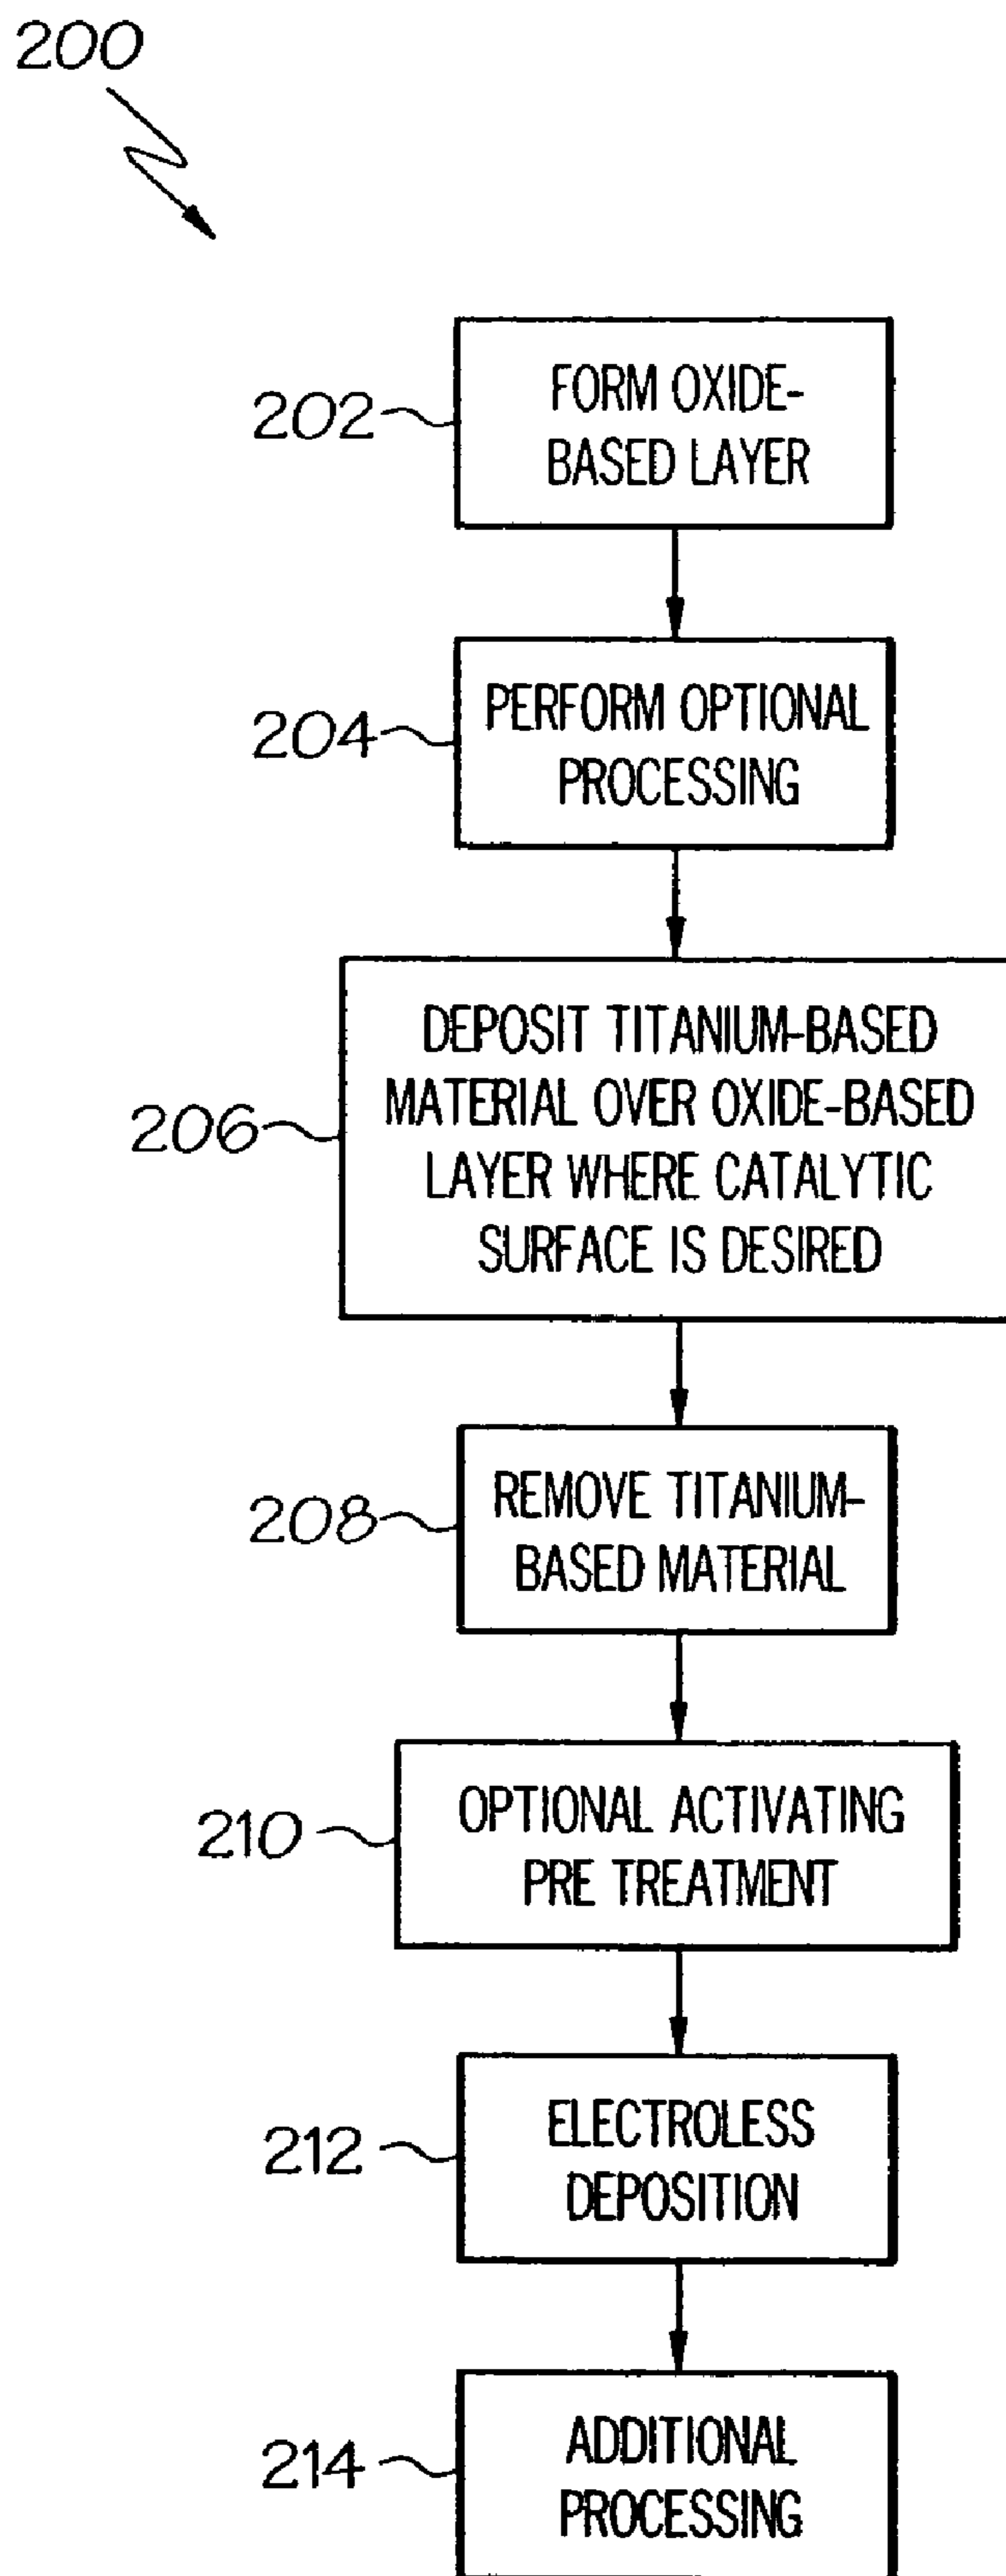 200
202
FORM OXIDE-
BASED LAYER
204
PERFORM OPTIONAL
PROCESSING
206
DEPOSIT TITANIUM-BASED
MATERIAL OVER OXIDE-BASED
LAYER WHERE CATALYTIC
SURFACE IS DESIRED
208
REMOVE TITANIUM-
BASED MATERIAL
210
OPTIONAL ACTIVATING
PRE TREATMENT
212
ELECTROLESS
DEPOSITION
214
ADDITIONAL
PROCESSING